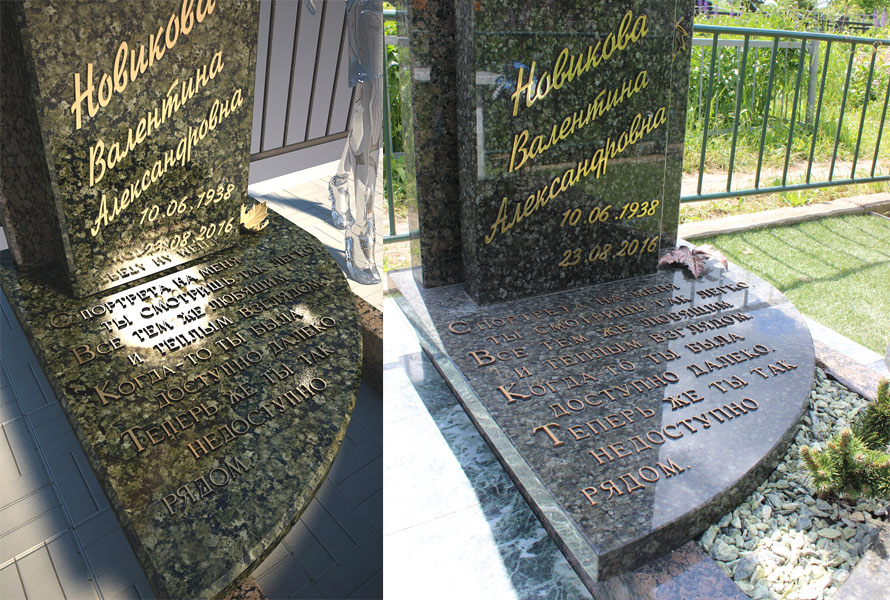 Новикова
Валентина
Александровна
10.06.1938
23.08.2016
С ПОРТРЕТА НА МЕНЯ
ТЫ СМОТРИШЬ ТАК ЛЕГКО
ВСЕ ТЕМ ЖЕ ЛЮБЯЩИМ
И ТЕПЛЫМ ВЗГЛЯДОМ
КОГДА-ТО ТЫ БЫЛА
ДОСТУПНО ДАЛЕКО
ТЕПЕРЬ ЖЕ ТЫ ТАК
НЕДОСТУПНО
РЯДОМ.
Новикова
Валентина
Александровна
10.06.1938
23.08.2016
С ПОРТРЕТА НА МЕНЯ
ТЫ СМОТРИШЬ ТАК ЛЕГКО
ВСЕ ТЕМ ЖЕ ЛЮБЯЩИМ
И ТЕПЛЫМ ВЗГЛЯДОМ
КОГДА-ТО ТЫ БЫЛА
ДОСТУПНО ДАЛЕКО.
ТЕПЕРЬ ЖЕ ТЫ ТАК
НЕДОСТУПНО
РЯДОМ.